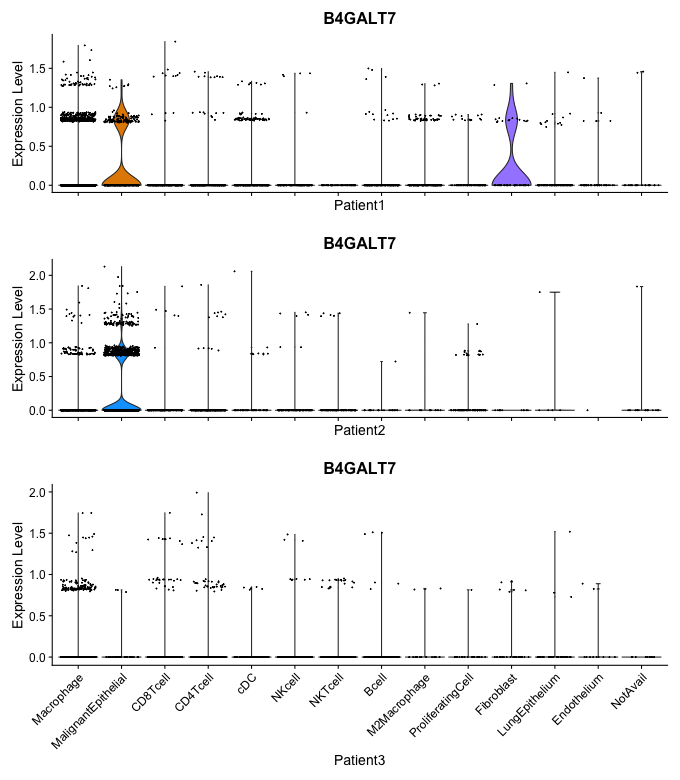 B4GALT7
Expression Level
1.5
1.0
0.5
0.0
Patient1
B4GALT7
Expression Level
2.0
1.5
1.0
0.5
0.0
Patient2
B4GALT7
Expression Level
2.0
1.5
1.0
0.5
0.0
Macrophage
MalignantEpithelial
CD8Tcell
CD4Tcell
cDC
NKcell
NKTcell
Bcell
M2Macrophage
ProliferatingCell
Fibroblast
LungEpithelium
Endothelium
NotAvail
Patient3